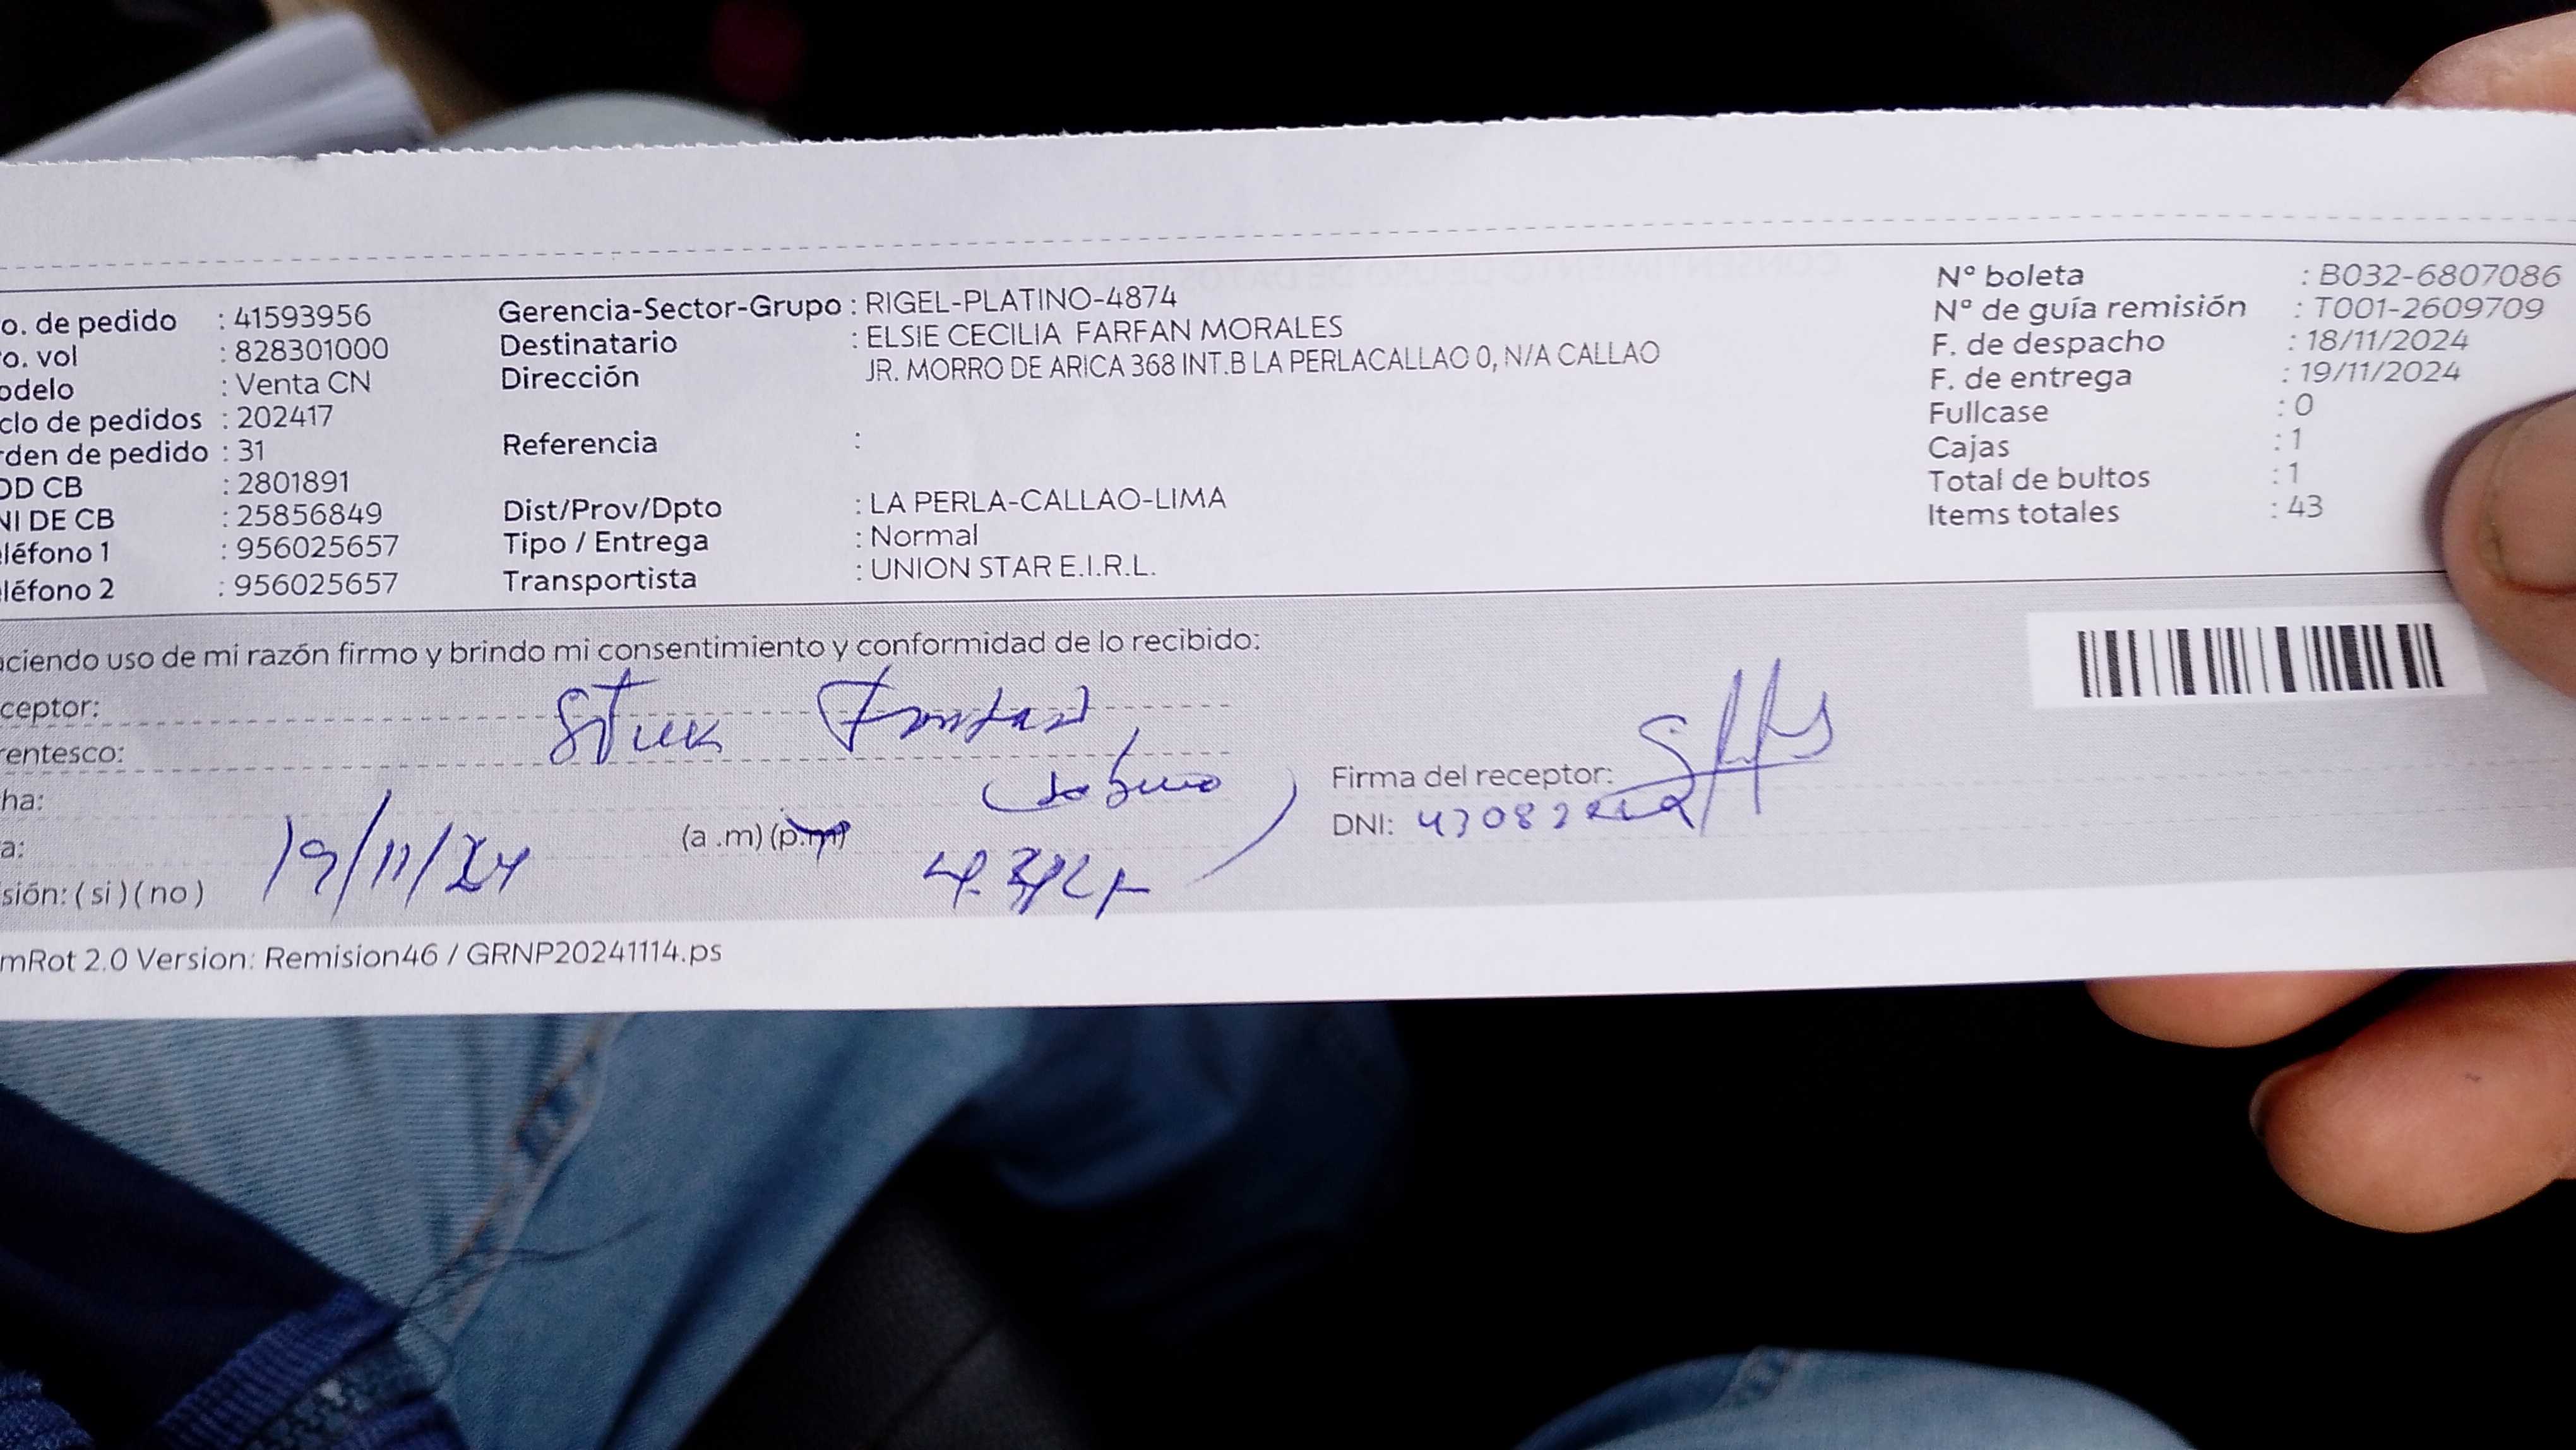 o. de pedido : 41593956
o. vol : 828301000
odelo : Venta CN
clo de pedidos : 202417
rden de pedido : 31
OD CB : 2801891
NI DE CB : 25856849
eléfono 1 : 956025657
eléfono 2 : 956025657
Gerencia-Sector-Grupo : RIGEL-PLATINO-4874
Destinatario : ELSIE CECILIA FARFAN MORALES
Dirección JR. MORRO DE ARICA 368 INT.B LA PERLACALLAO 0, N/A CALLAO
Referencia :
Dist/Prov/Dpto : LA PERLA-CALLAO-LIMA
Tipo / Entrega : Normal
Transportista : UNION STAR E.I.R.L.
N° boleta : B032-6807086
N° de guía remisión : T001-2609709
F. de despacho : 18/11/2024
F. de entrega : 19/11/2024
Fullcase : 0
Cajas : 1
Total de bultos : 1
Items totales : 43
aciendo uso de mi razón firmo y brindo mi consentimiento y conformidad de lo recibido:
ceptor:
rentesco:
ha:
a: 19/11/24 (a .m) (p.m)
sión: ( si ) ( no )
Firma del receptor:
DNI:
mRot 2.0 Version: Remision46 / GRNP20241114.ps